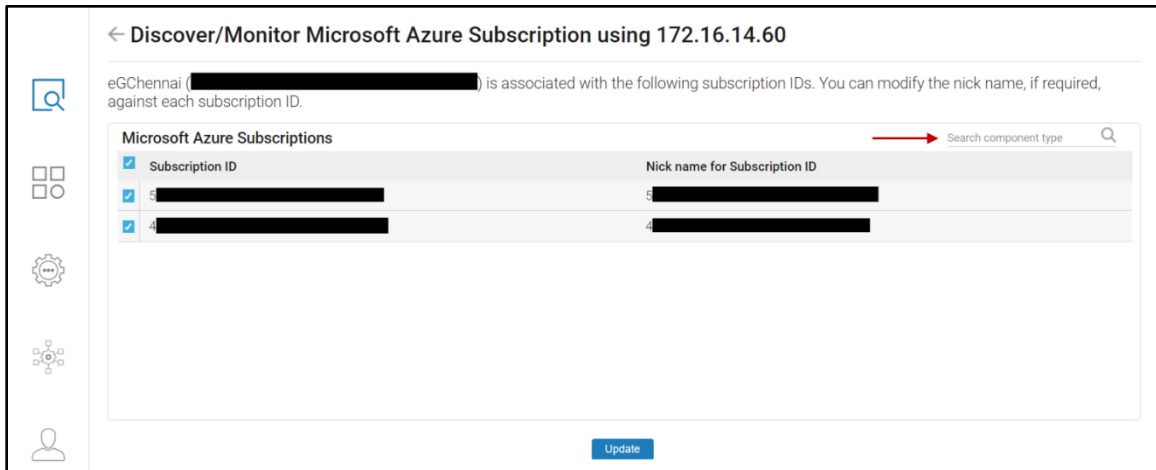 ← Discover/Monitor Microsoft Azure Subscription using 172.16.14.60
eGChennai ( ) is associated with the following subscription IDs. You can modify the nick name, if required,
against each subscription ID.
Microsoft Azure Subscriptions
Search component type
Subscription ID Nick name for Subscription ID
5 5
4 4
Update